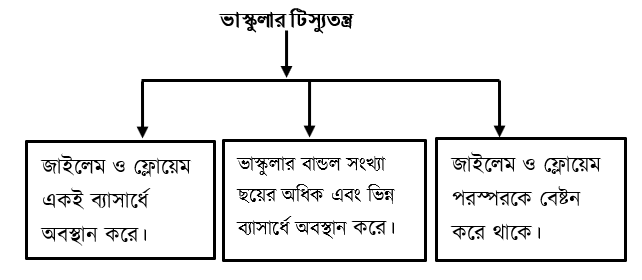 ভাস্কুলার টিস্যুতন্ত্র
জাইলেম ও ফ্লোয়েম
একই ব্যাসার্ধে
অবস্থান করে।
ভাস্কুলার বান্ডল সংখ্যা
ছয়ের অধিক এবং ভিন্ন
ব্যাসার্ধে অবস্থান করে।
জাইলেম ও ফ্লোয়েম
পরস্পরকে বেষ্টন
করে থাকে।